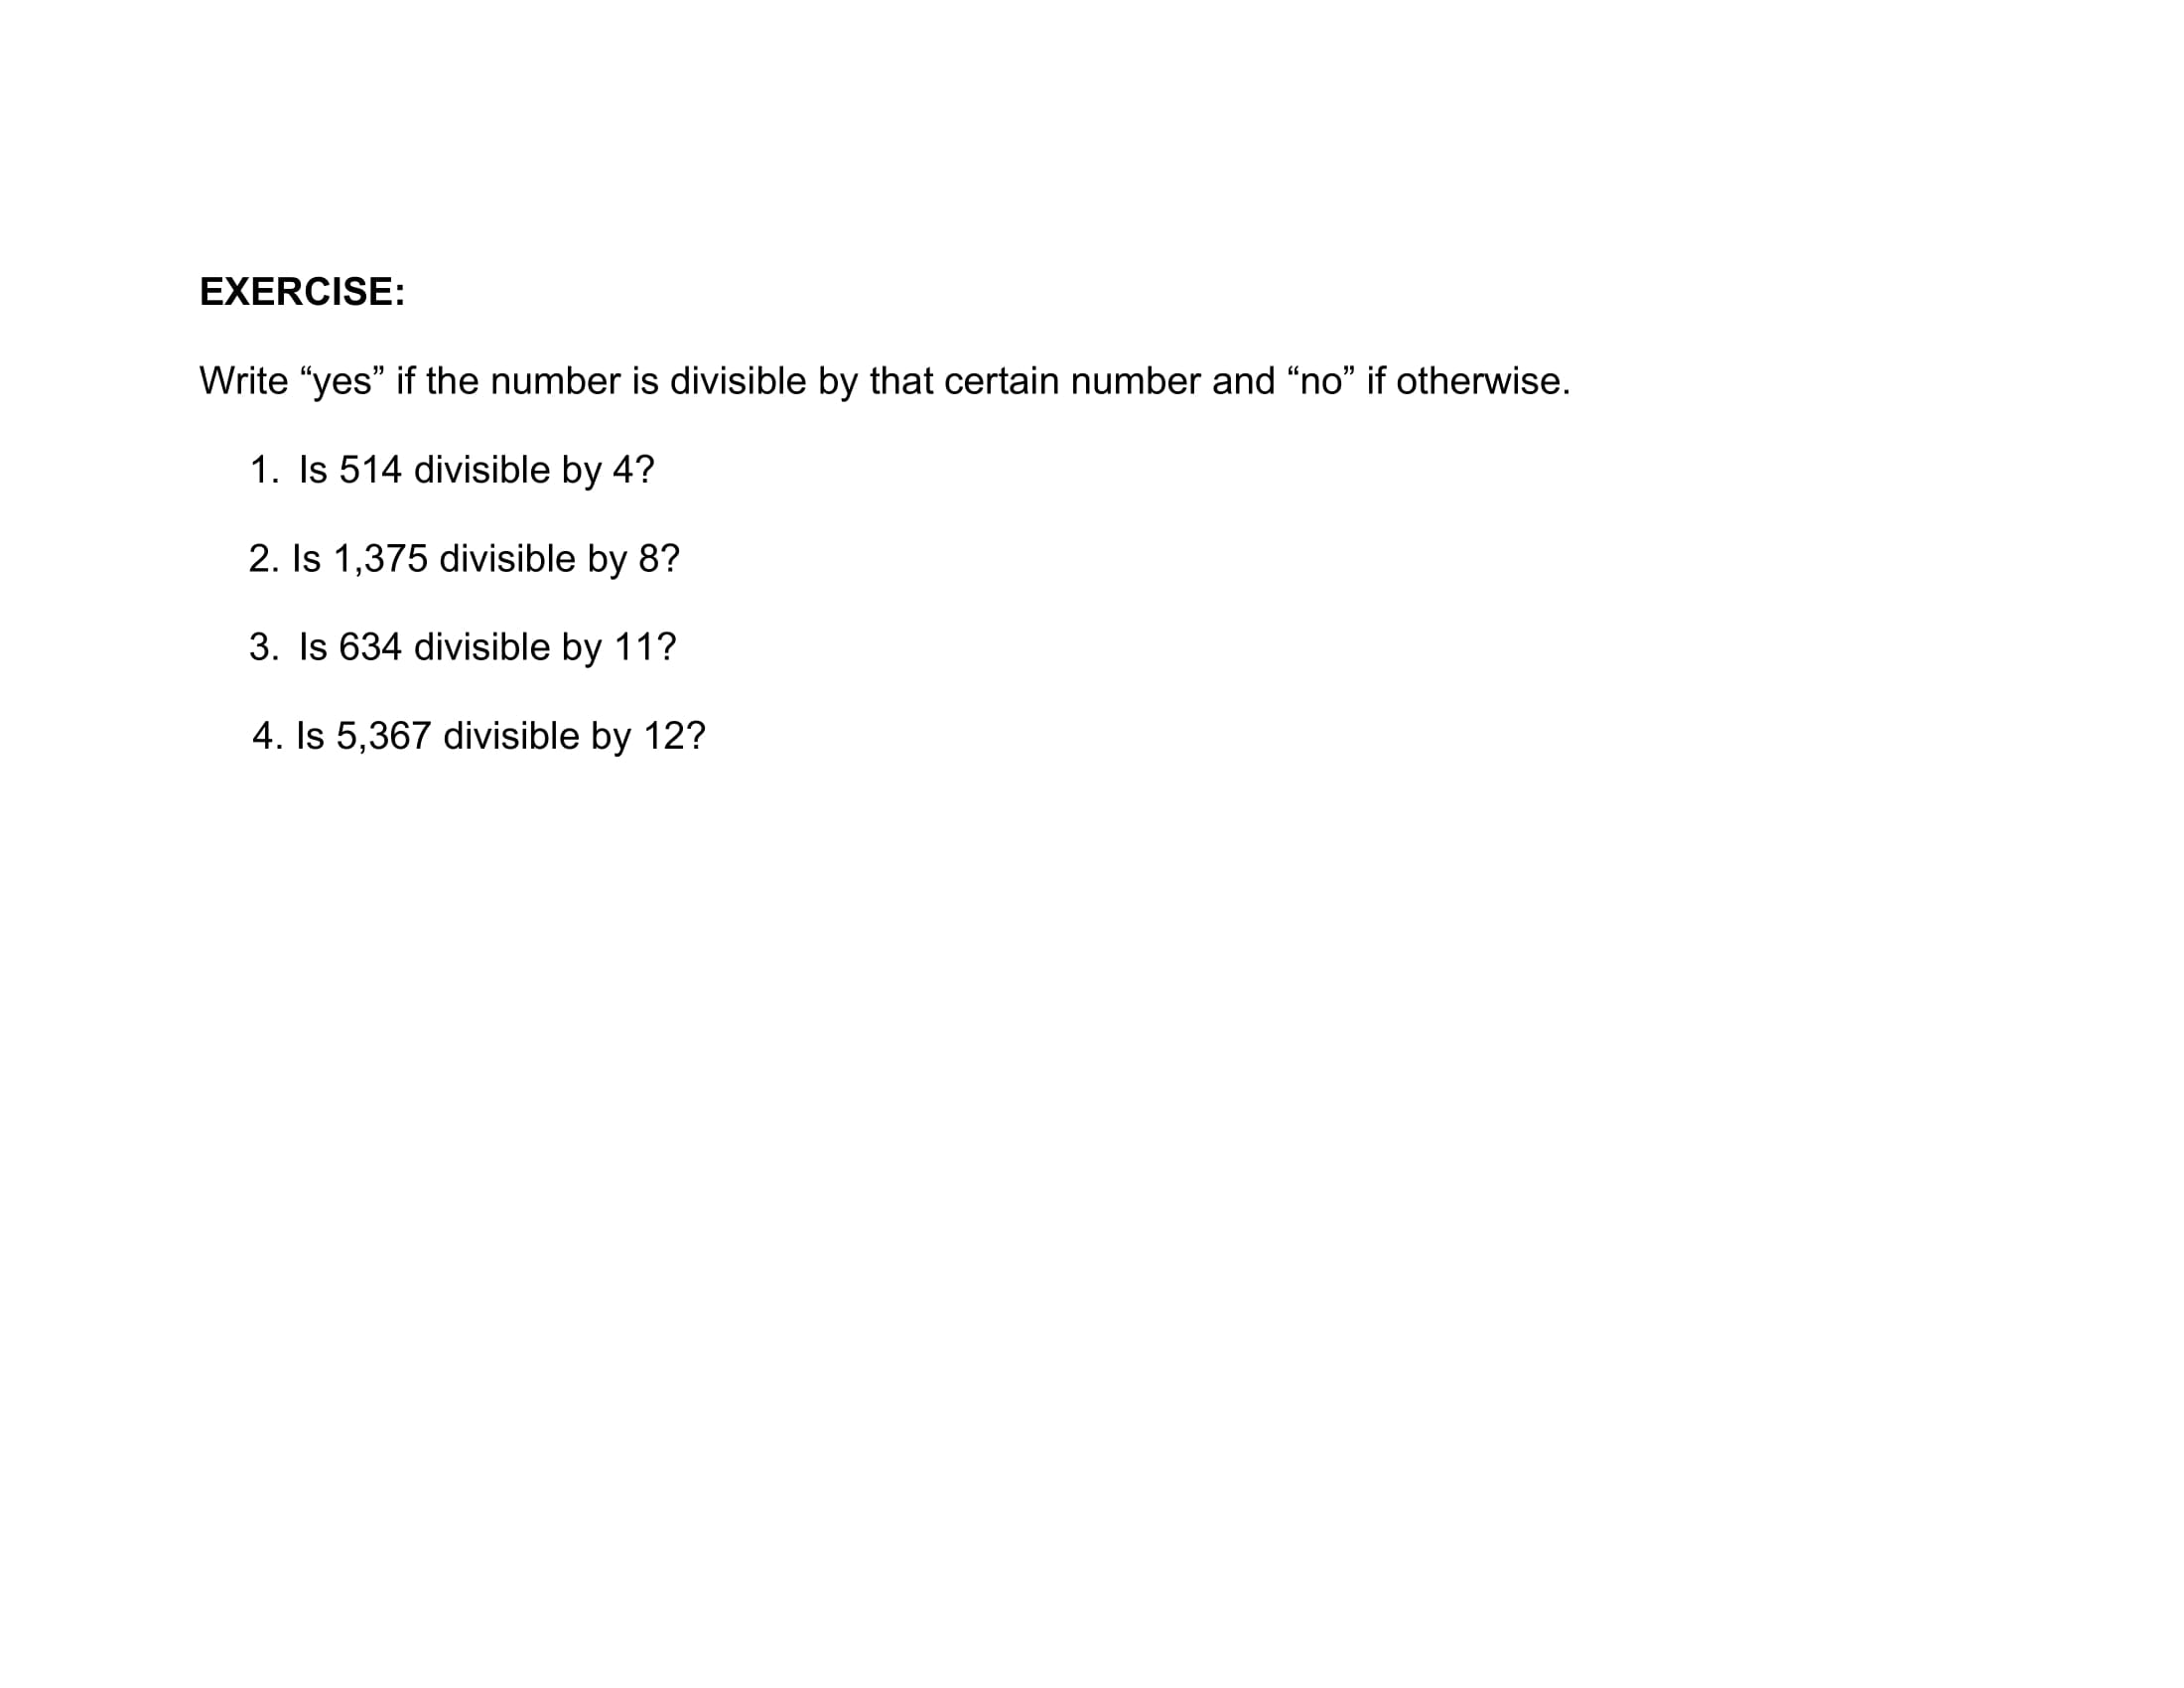 EXERCISE:
Write “yes” if the number is divisible by that certain number and “no” if otherwise.
1. Is 514 divisible by 4?
2. Is 1,375 divisible by 8?
3. Is 634 divisible by 11?
4. Is 5,367 divisible by 12?